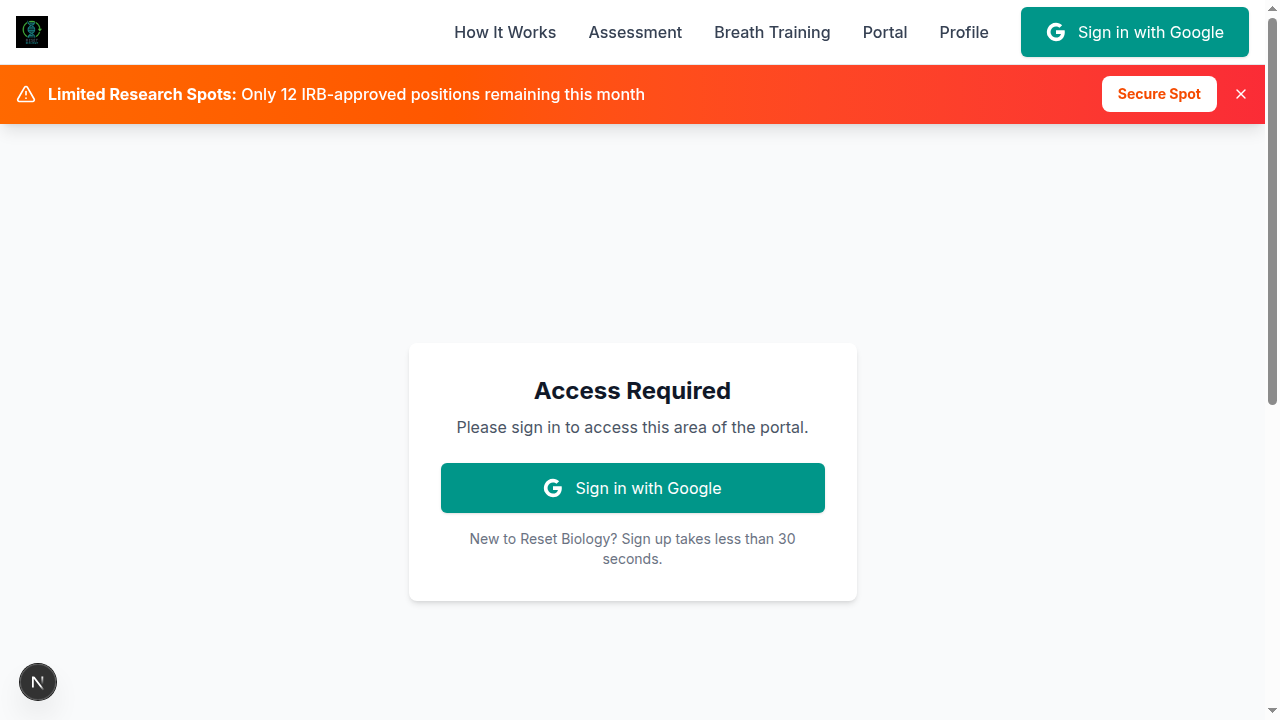 How It Works Assessment Breath Training Portal Profile Sign in with Google
Limited Research Spots: Only 12 IRB-approved positions remaining this month Secure Spot
Access Required
Please sign in to access this area of the portal.
Sign in with Google
New to Reset Biology? Sign up takes less than 30
seconds.
N